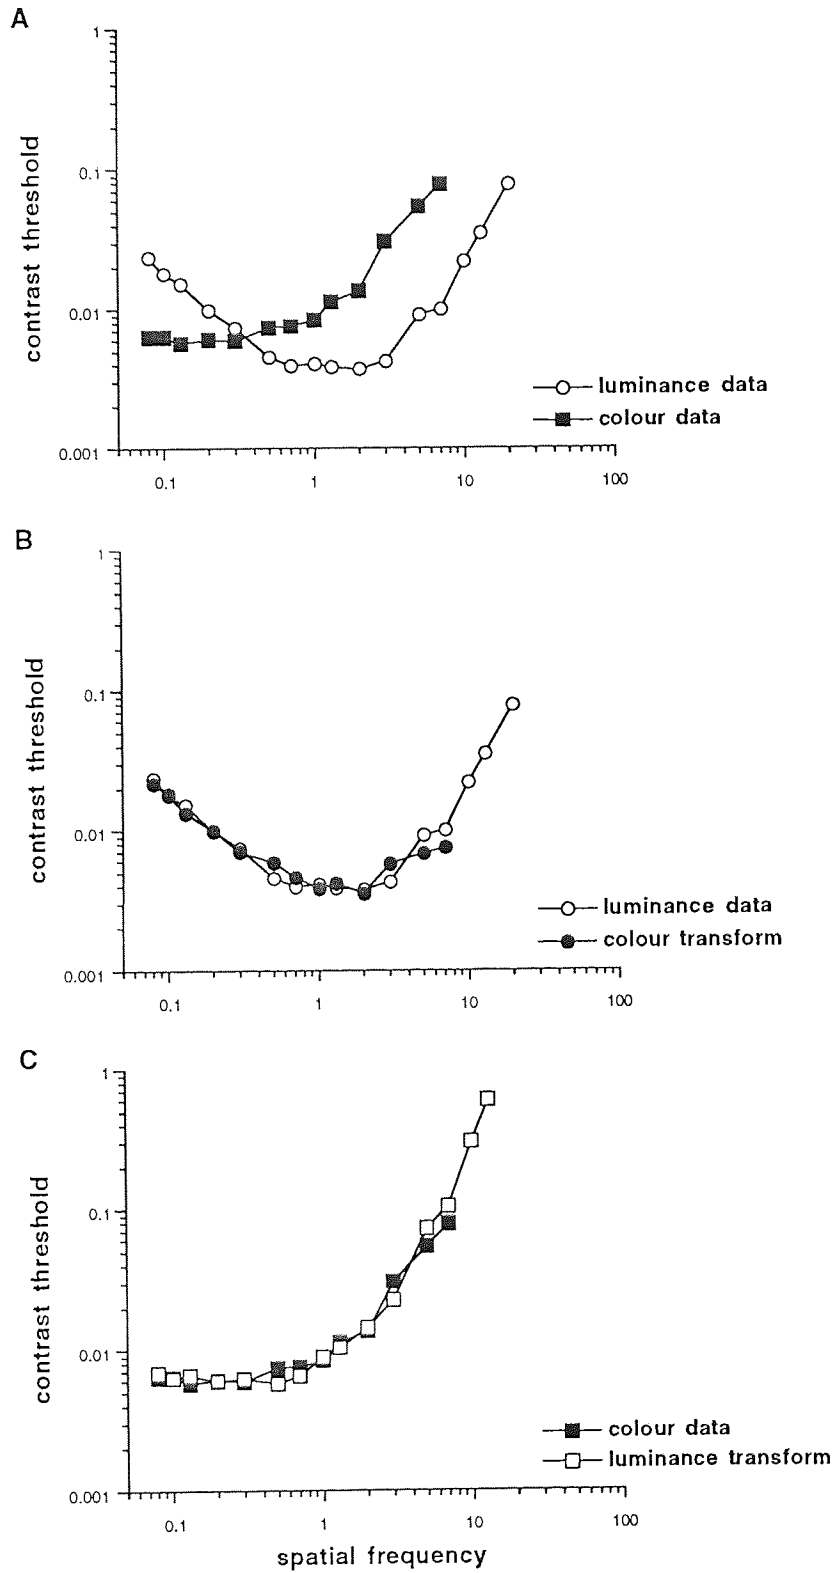 A
1
0.1
0.01
0.001
contrast threshold
luminance data
colour data
0.1 1 10 100
B
1
0.1
0.01
0.001
contrast threshold
luminance data
colour transform
0.1 1 10 100
C
1
0.1
0.01
0.001
contrast threshold
colour data
luminance transform
0.1 1 10 100
spatial frequency